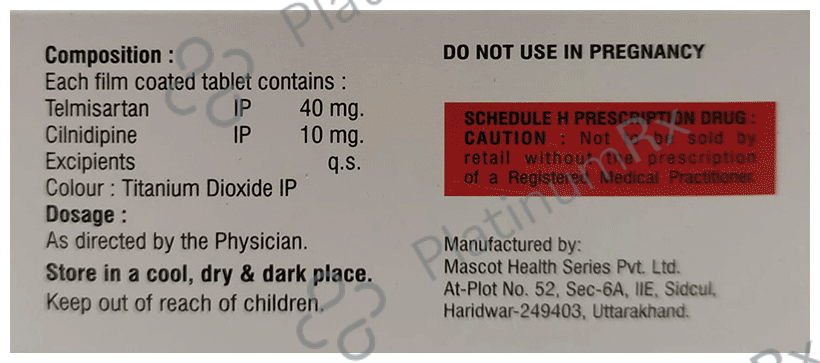 Composition :
Each film coated tablet contains :
Telmisartan IP 40 mg.
Cilnidipine IP 10 mg.
Excipients q.s.
Colour : Titanium Dioxide IP
Dosage :
As directed by the Physician.
Store in a cool, dry & dark place.
Keep out of reach of children.
DO NOT USE IN PREGNANCY
SCHEDULE H PRESCRIPTION DRUG :
CAUTION : Not to be sold by
retail without the prescription
of a Registered Medical Practitioner.
Manufactured by:
Mascot Health Series Pvt. Ltd.
At-Plot No. 52, Sec-6A, IIE, Sidcul,
Haridwar-249403, Uttarakhand.
PlatinumRx